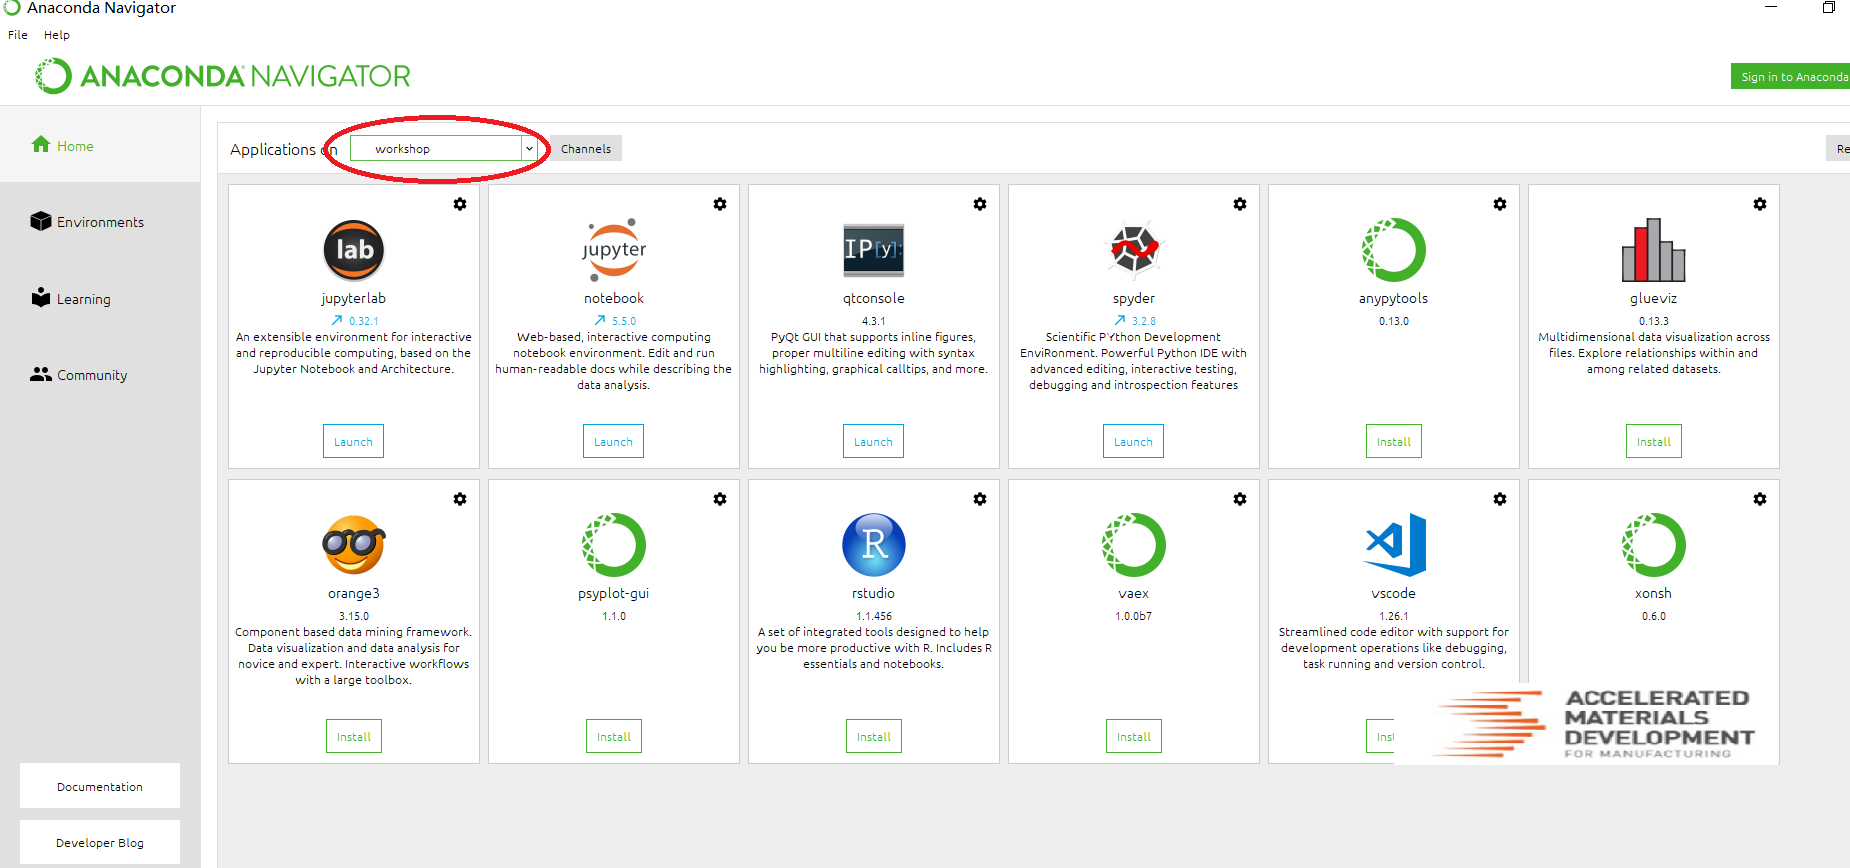 Anaconda Navigator
File Help
ANACONDA NAVIGATOR
Sign in to Anaconda
Home
Environments
Learning
Community
Documentation
Developer Blog
Applications on workshop Channels
Re
lab
jupyterlab
0.32.1
An extensible environment for interactive
and reproducible computing, based on the
Jupyter Notebook and Architecture.
Launch
jupyter
notebook
5.5.0
Web-based, interactive computing
notebook environment. Edit and run
human-readable docs while describing the
data analysis.
Launch
IP[y]:
qtconsole
4.3.1
PyQt GUI that supports inline figures,
proper multiline editing with syntax
highlighting, graphical calltips, and more.
Launch
spyder
3.2.8
Scientific PYthon Development
EnviRonment. Powerful Python IDE with
advanced editing, interactive testing,
debugging and introspection features
Launch
anypytools
0.13.0
Install
glueviz
0.13.3
Multidimensional data visualization across
files. Explore relationships within and
among related datasets.
Install
orange3
3.15.0
Component based data mining framework.
Data visualization and data analysis for
novice and expert. Interactive workflows
with a large toolbox.
Install
psyplot-gui
1.1.0
Install
R
rstudio
1.1.456
A set of integrated tools designed to help
you be more productive with R. Includes R
essentials and notebooks.
Install
vaex
1.0.0b7
Install
vscode
1.26.1
Streamlined code editor with support for
development operations like debugging,
task running and version control.
Inst
xonsh
0.6.0
ACCELERATED
MATERIALS
DEVELOPMENT
FOR MANUFACTURING